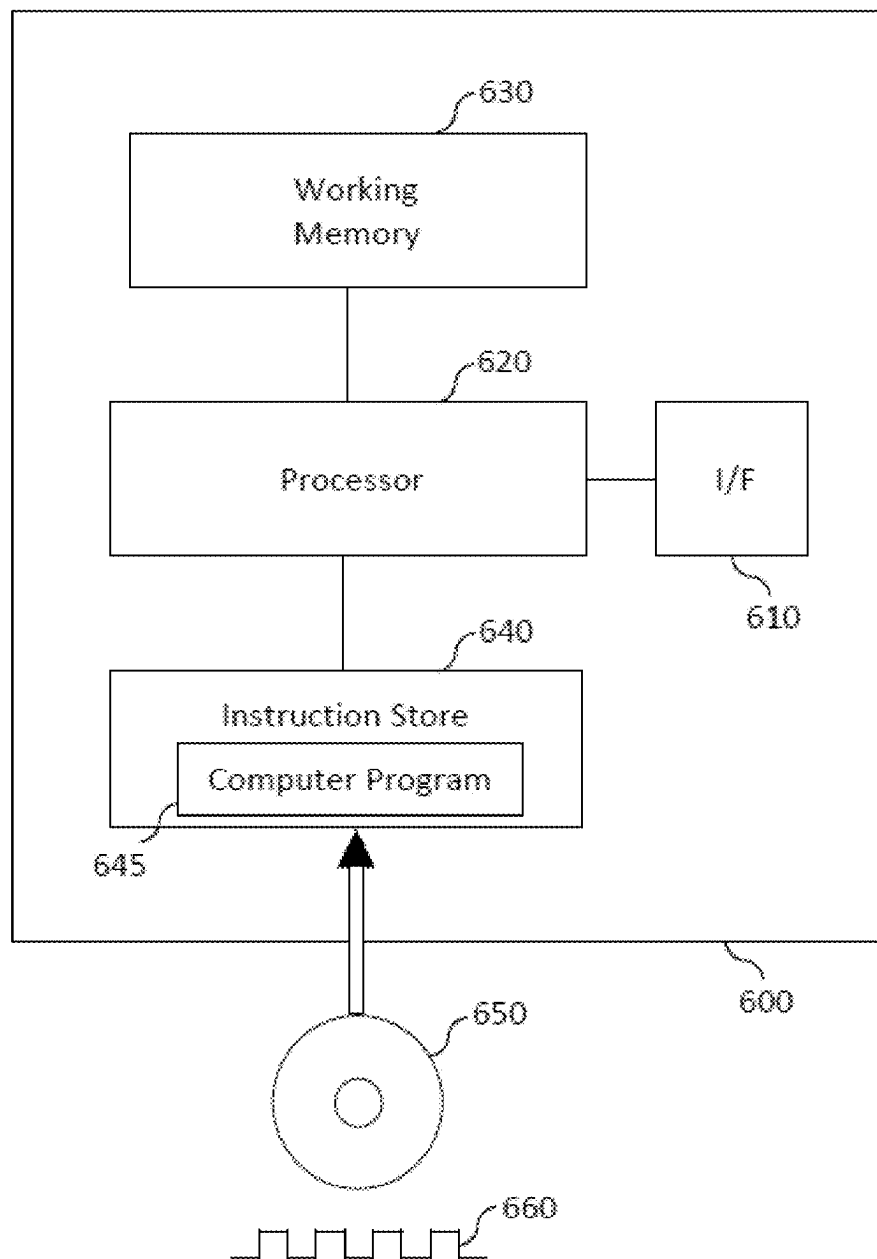 630
Working
Memory
620
Processor
I/F
610
640
Instruction Store
Computer Program
645
600
650
660